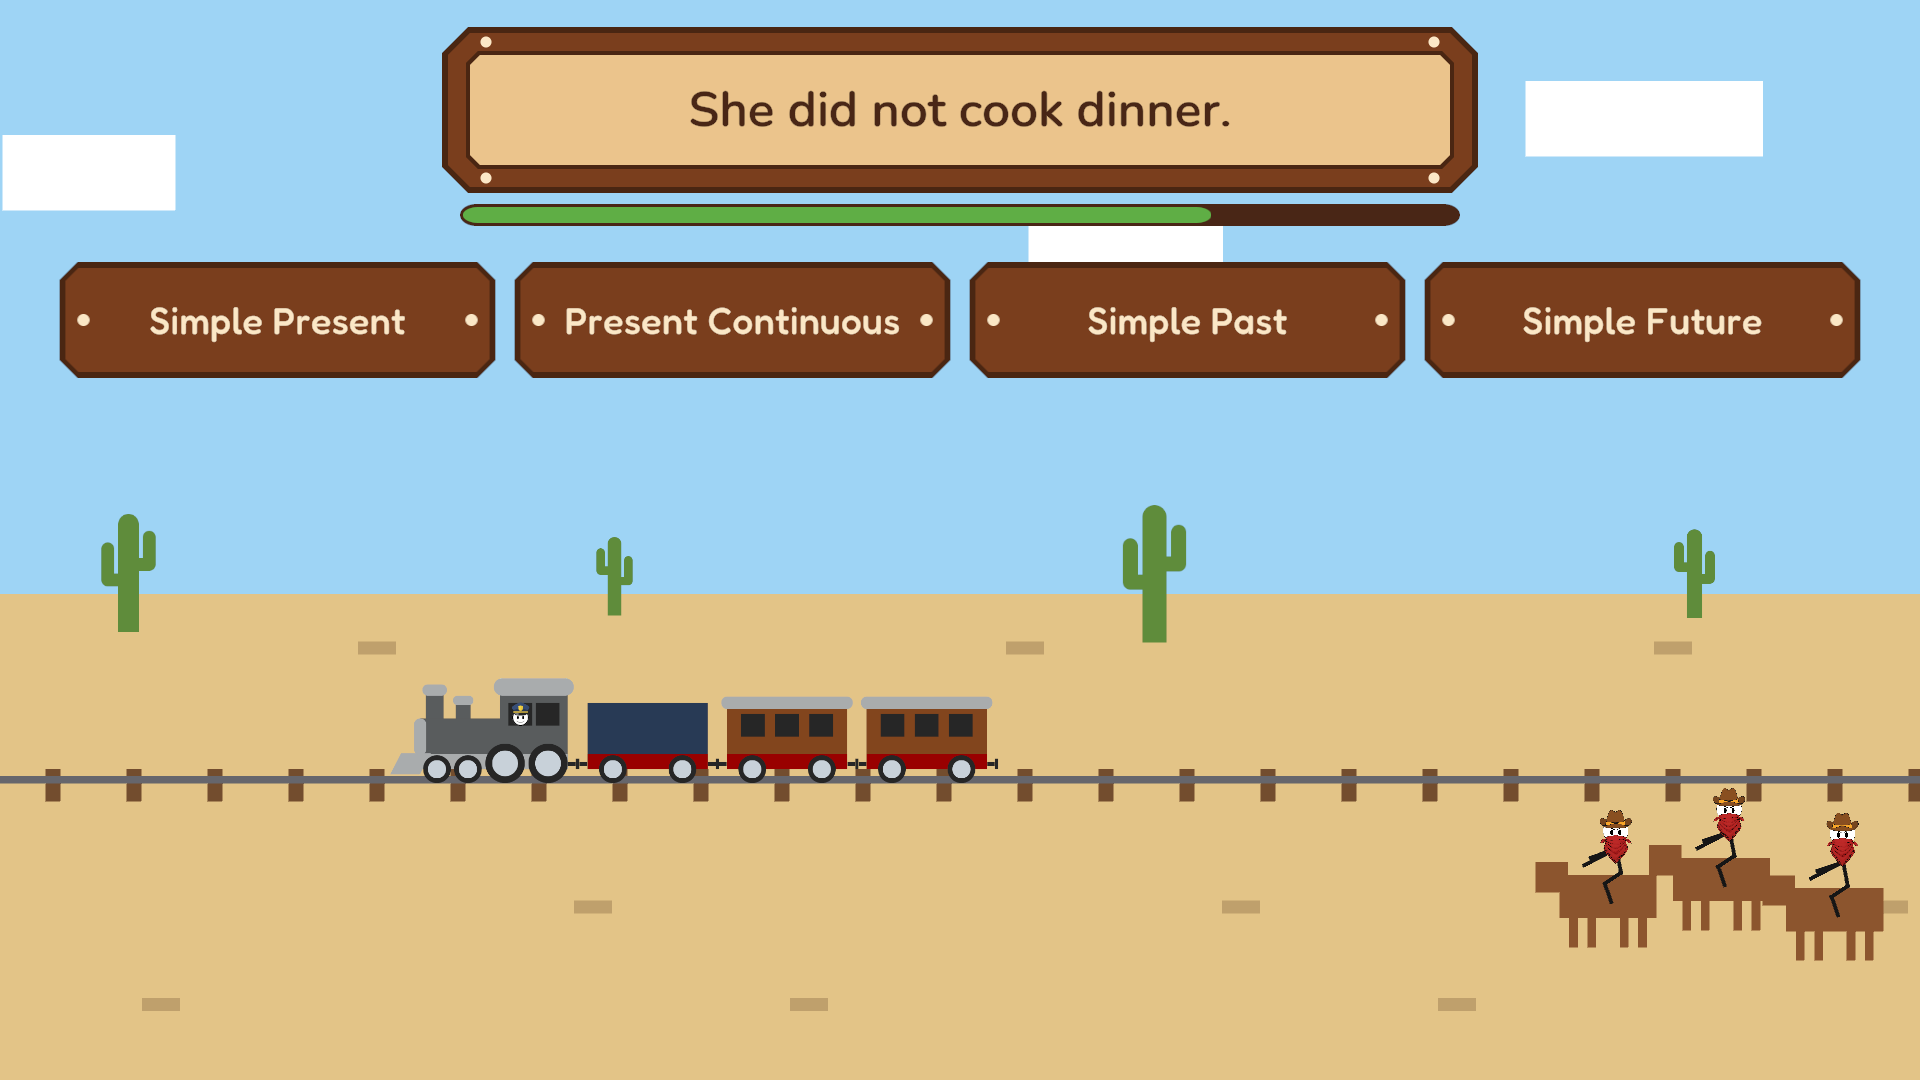 She did not cook dinner.
Simple Present
Present Continuous
Simple Past
Simple Future